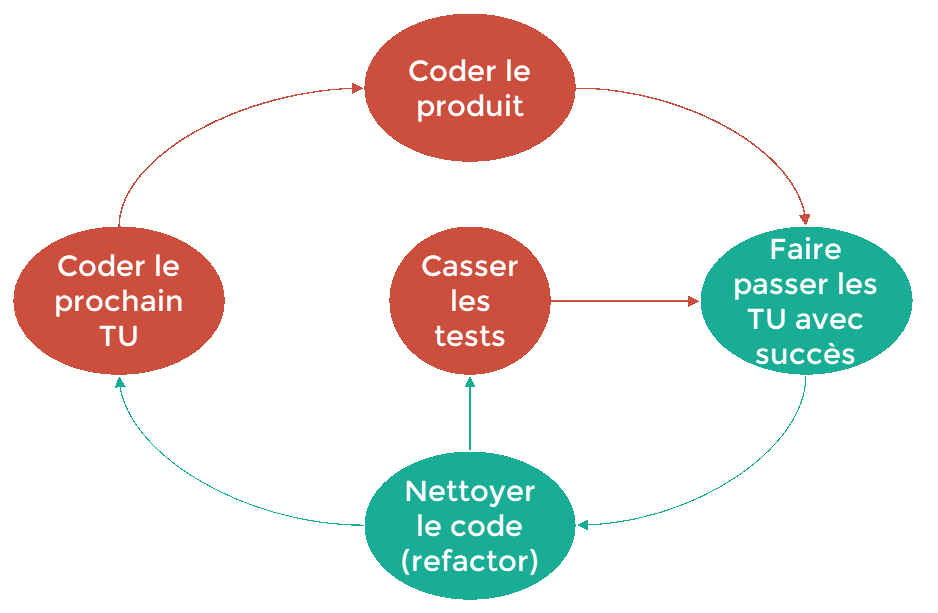 Coder le
produit
Coder le
prochain
TU
Casser
les
tests
Faire
passer les
TU avec
succès
Nettoyer
le code
(refactor)